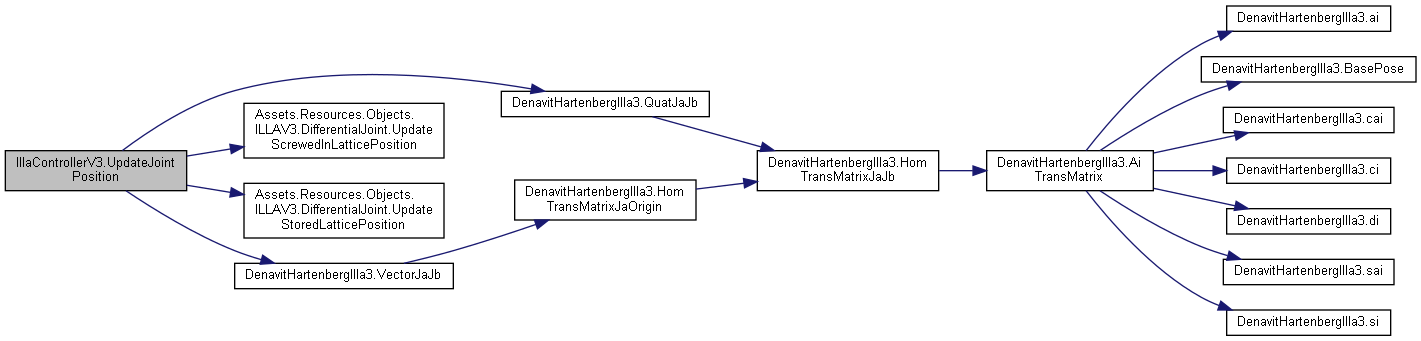 IllaControllerV3.UpdateJoint
Position
Assets.Resources.Objects.
ILLAV3.DifferentialJoint.Update
ScrewedInLatticePosition
Assets.Resources.Objects.
ILLAV3.DifferentialJoint.Update
StoredLatticePosition
DenavitHartenbergIlla3.VectorJaJb
DenavitHartenbergIlla3.QuatJaJb
DenavitHartenbergIlla3.Hom
TransMatrixJaOrigin
DenavitHartenbergIlla3.Hom
TransMatrixJaJb
DenavitHartenbergIlla3.Ai
TransMatrix
DenavitHartenbergIlla3.ai
DenavitHartenbergIlla3.BasePose
DenavitHartenbergIlla3.cai
DenavitHartenbergIlla3.ci
DenavitHartenbergIlla3.di
DenavitHartenbergIlla3.sai
DenavitHartenbergIlla3.si